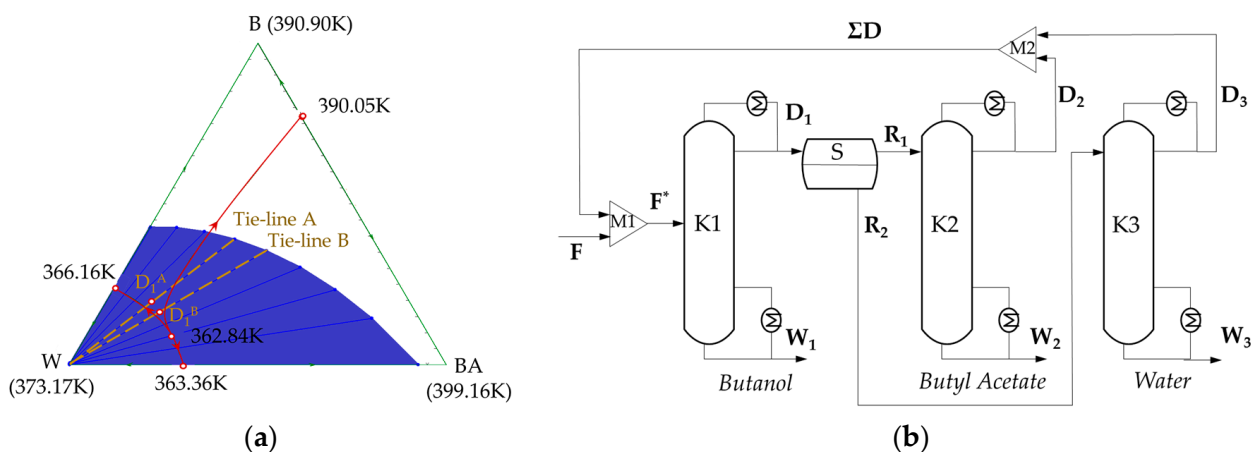 B (390.90K)
390.05K
Tie-line A
Tie-line B
366.16K
D₁ᴬ
D₁ᴮ
362.84K
W
(373.17K)
363.36K
BA
(399.16K)
(a)
ΣD
M2
D₁
D₂
D₃
S
R₁
R₂
M1
F*
F
K1
K2
K3
W₁
W₂
W₃
Σ
Σ
Σ
Σ
Σ
Σ
Butanol
Butyl Acetate
Water
(b)